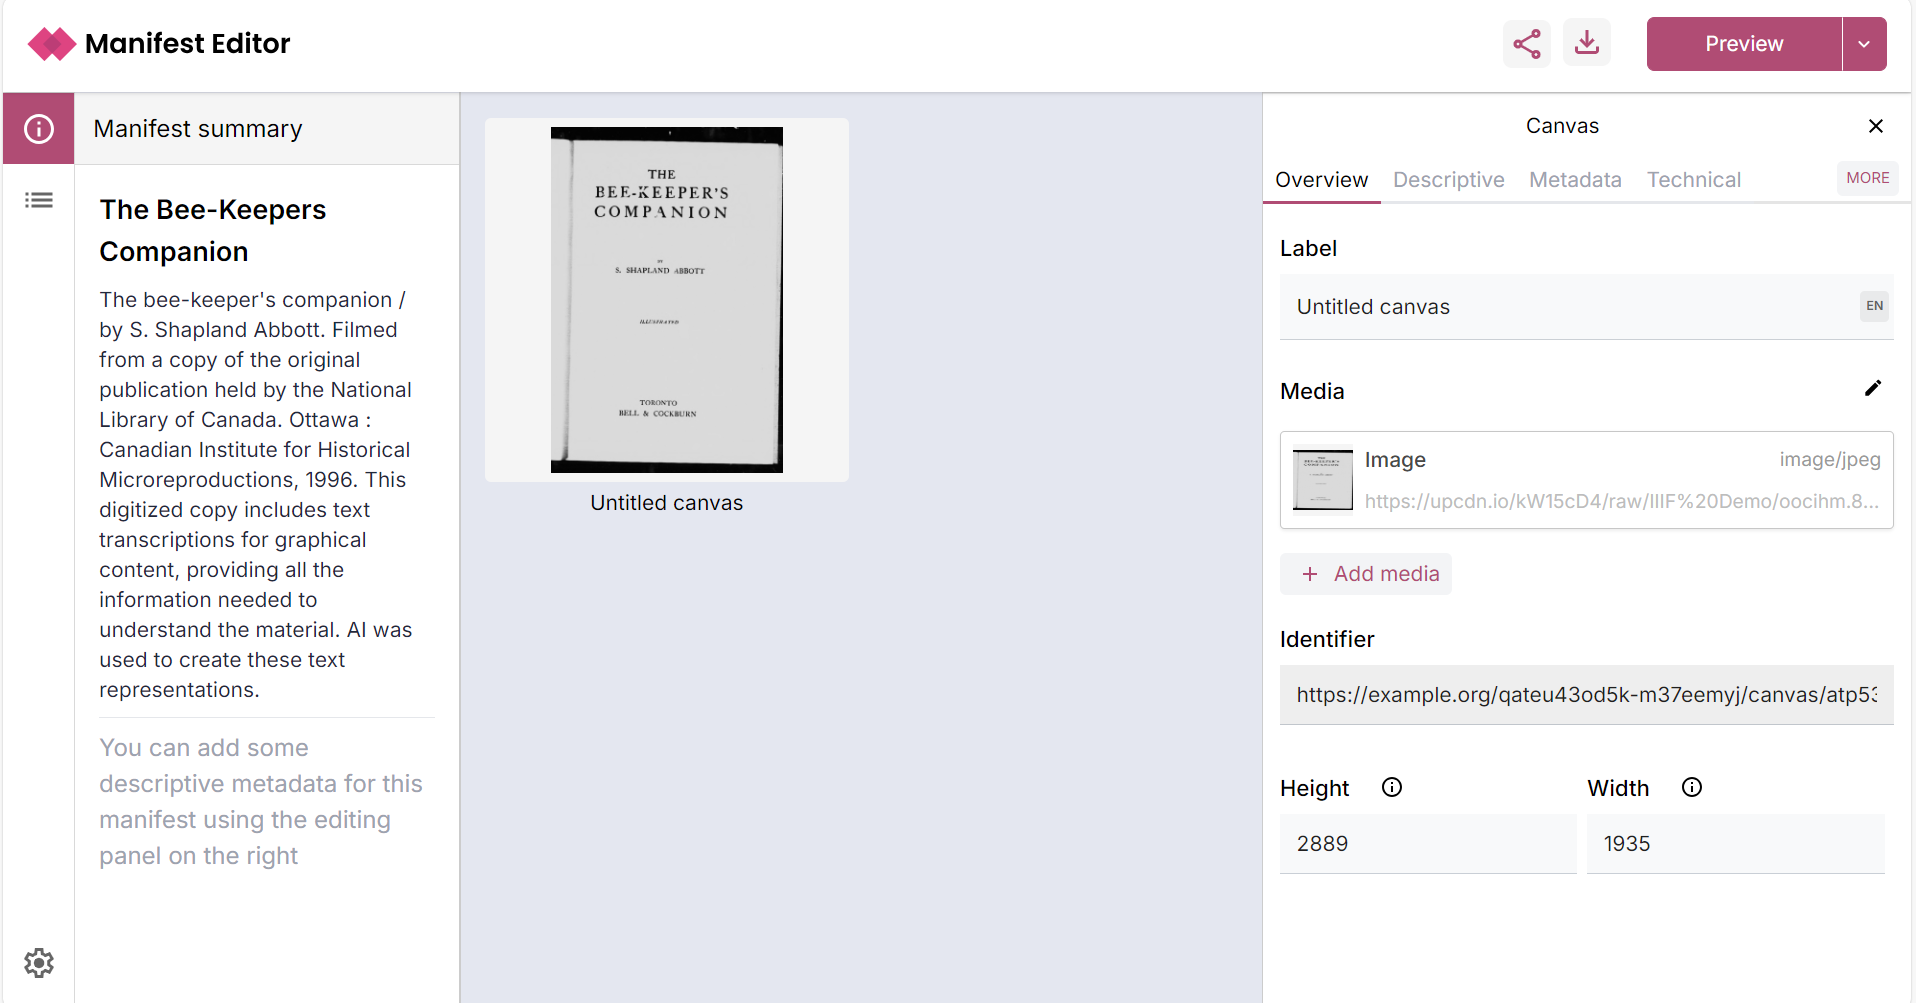 Manifest Editor
Preview
Manifest summary
The Bee-Keepers
Companion
The bee-keeper's companion /
by S. Shapland Abbott. Filmed
from a copy of the original
publication held by the National
Library of Canada. Ottawa :
Canadian Institute for Historical
Microreproductions, 1996. This
digitized copy includes text
transcriptions for graphical
content, providing all the
information needed to
understand the material. AI was
used to create these text
representations.
You can add some
descriptive metadata for this
manifest using the editing
panel on the right
THE
BEE-KEEPER'S
COMPANION
BY
S. SHAPLAND ABBOTT
ILLUSTRATED
TORONTO
BELL & COCKBURN
Untitled canvas
Canvas
Overview Descriptive Metadata Technical MORE
Label
Untitled canvas EN
Media
Image image/jpeg
https://upcdn.io/kW15cD4/raw/IIIF%20Demo/oocihm.8...
+ Add media
Identifier
https://example.org/qateu43od5k-m37eemyj/canvas/atp53
Height Width
2889 1935